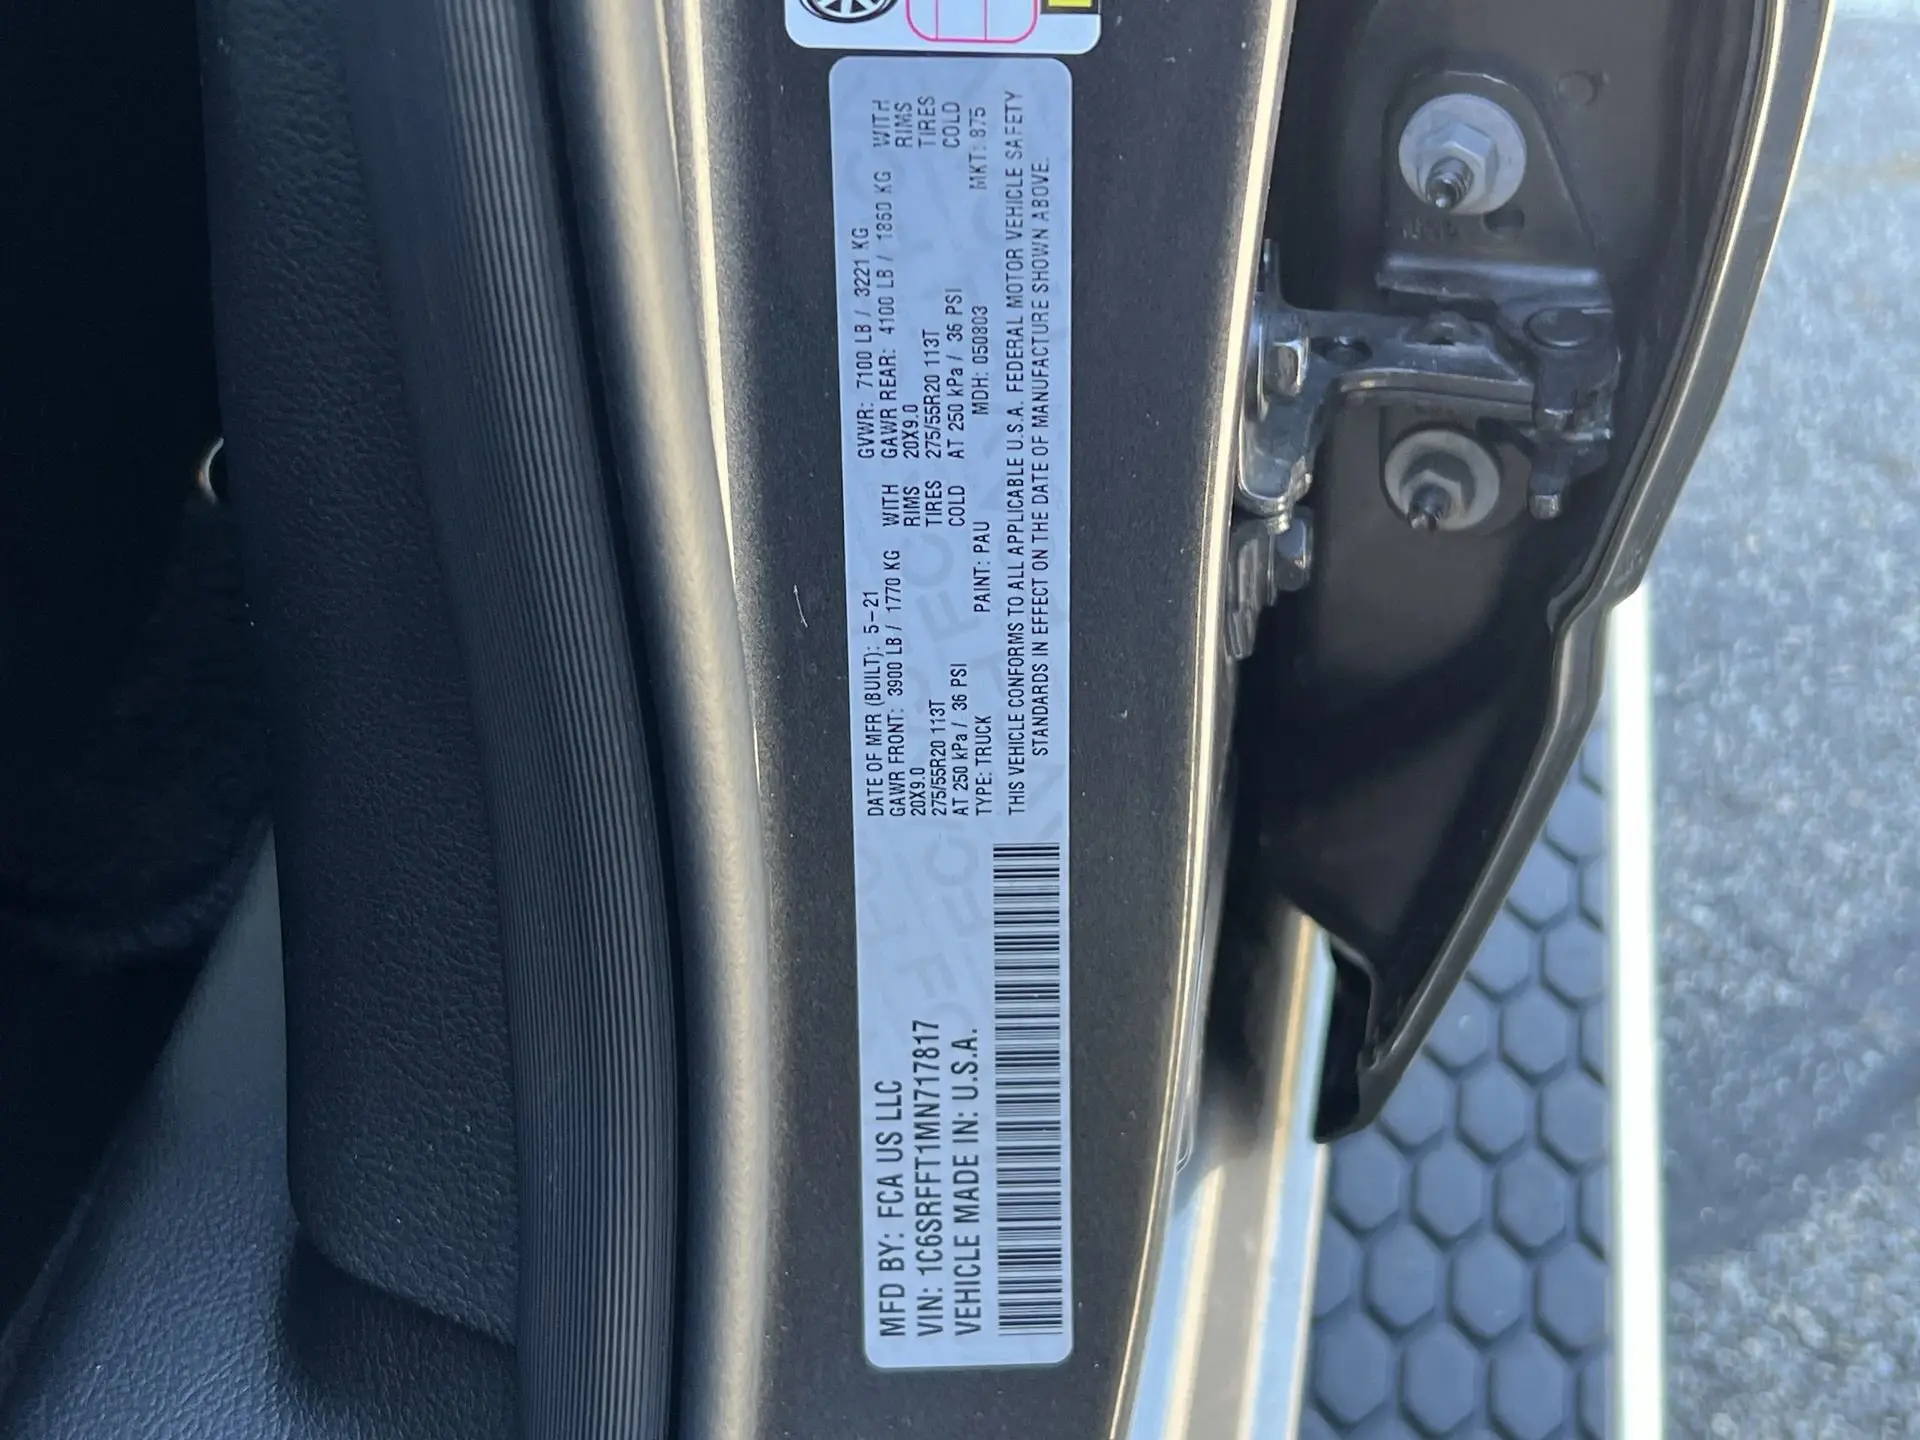 MFD BY: FCA US LLC
VIN: 1C6SRFFT1MN717817
VEHICLE MADE IN: U.S.A.
DATE OF MFR (BUILT): 5-21 GVWR: 7100 LB / 3221 KG
GAWR FRONT: 3900 LB / 1770 KG WITH GAWR REAR: 4100 LB / 1860 KG WITH
20X9.0 RIMS 20X9.0 RIMS
275/55R20 113T TIRES 275/55R20 113T TIRES
AT 250 kPa / 36 PSI COLD AT 250 kPa / 36 PSI COLD
TYPE: TRUCK PAINT: PAU MDH: 050803 MKT: 875
THIS VEHICLE CONFORMS TO ALL APPLICABLE U.S.A. FEDERAL MOTOR VEHICLE SAFETY
STANDARDS IN EFFECT ON THE DATE OF MANUFACTURE SHOWN ABOVE.